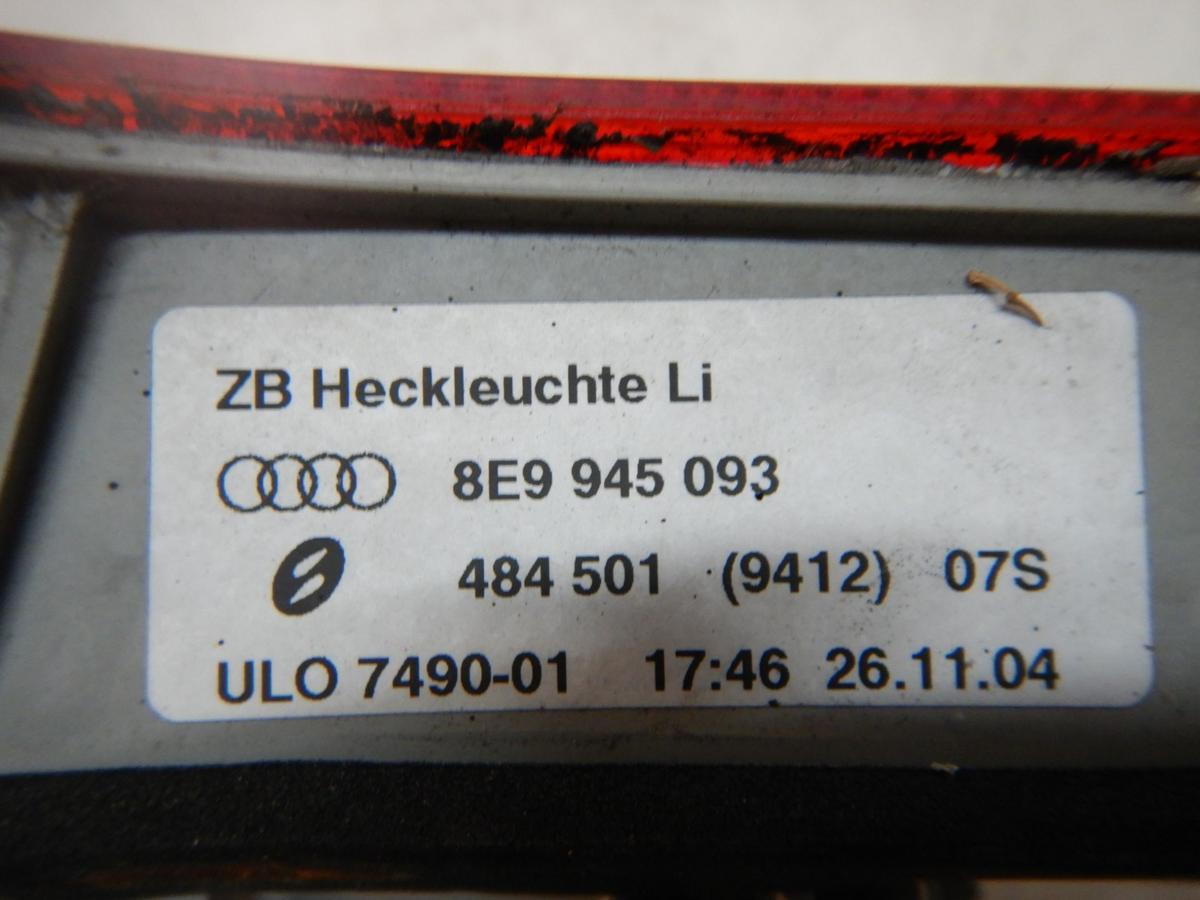 ZB Heckleuchte Li
8E9 945 093
484 501 (9412) 07S
ULO 7490-01 17:46 26.11.04